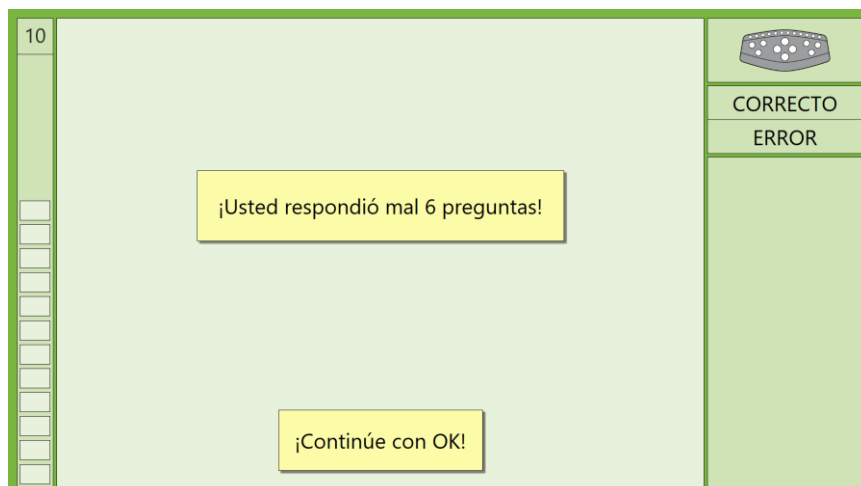 10
CORRECTO
ERROR
¡Usted respondió mal 6 preguntas!
¡Continúe con OK!